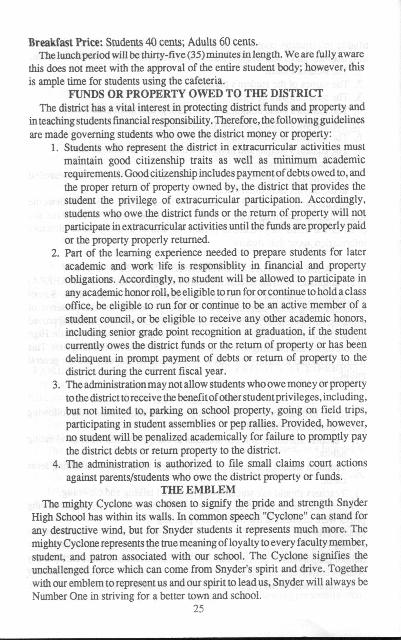 Breakfast Price: Students 40 cents; Adults 60 cents.
The lunch period will be thirty-five (35) minutes in length. We are fully aware
this does not meet with the approval of the entire student body; however, this
is ample time for students using the cafeteria.
FUNDS OR PROPERTY OWED TO THE DISTRICT
The district has a vital interest in protecting district funds and property and
in teaching students financial responsibility. Therefore, the following guidelines
are made governing students who owe the district money or property:
1. Students who represent the district in extracurricular activities must
maintain good citizenship traits as well as minimum academic
requirements. Good citizenship includes payment of debts owed to, and
the proper return of property owned by, the district that provides the
student the privilege of extracurricular participation. Accordingly,
students who owe the district funds or the return of property will not
participate in extracurricular activities until the funds are properly paid
or the property properly returned.
2. Part of the learning experience needed to prepare students for later
academic and work life is responsiblity in financial and property
obligations. Accordingly, no student will be allowed to participate in
any academic honor roll, be eligible to run for or continue to hold a class
office, be eligible to run for or continue to be an active member of a
student council, or be eligible to receive any other academic honors,
including senior grade point recognition at graduation, if the student
currently owes the district funds or the return of property or has been
delinquent in prompt payment of debts or return of property to the
district during the current fiscal year.
3. The administration may not allow students who owe money or property
to the district to receive the benefit of other student privileges, including,
but not limited to, parking on school property, going on field trips,
participating in student assemblies or pep rallies. Provided, however,
no student will be penalized academically for failure to promptly pay
the district debts or return property to the district.
4. The administration is authorized to file small claims court actions
against parents/students who owe the district property or funds.
THE EMBLEM
The mighty Cyclone was chosen to signify the pride and strength Snyder
High School has within its walls. In common speech "Cyclone" can stand for
any destructive wind, but for Snyder students it represents much more. The
mighty Cyclone represents the true meaning of loyalty to every faculty member,
student, and patron associated with our school. The Cyclone signifies the
unchallenged force which can come from Snyder's spirit and drive. Together
with our emblem to represent us and our spirit to lead us, Snyder will always be
Number One in striving for a better town and school.
25